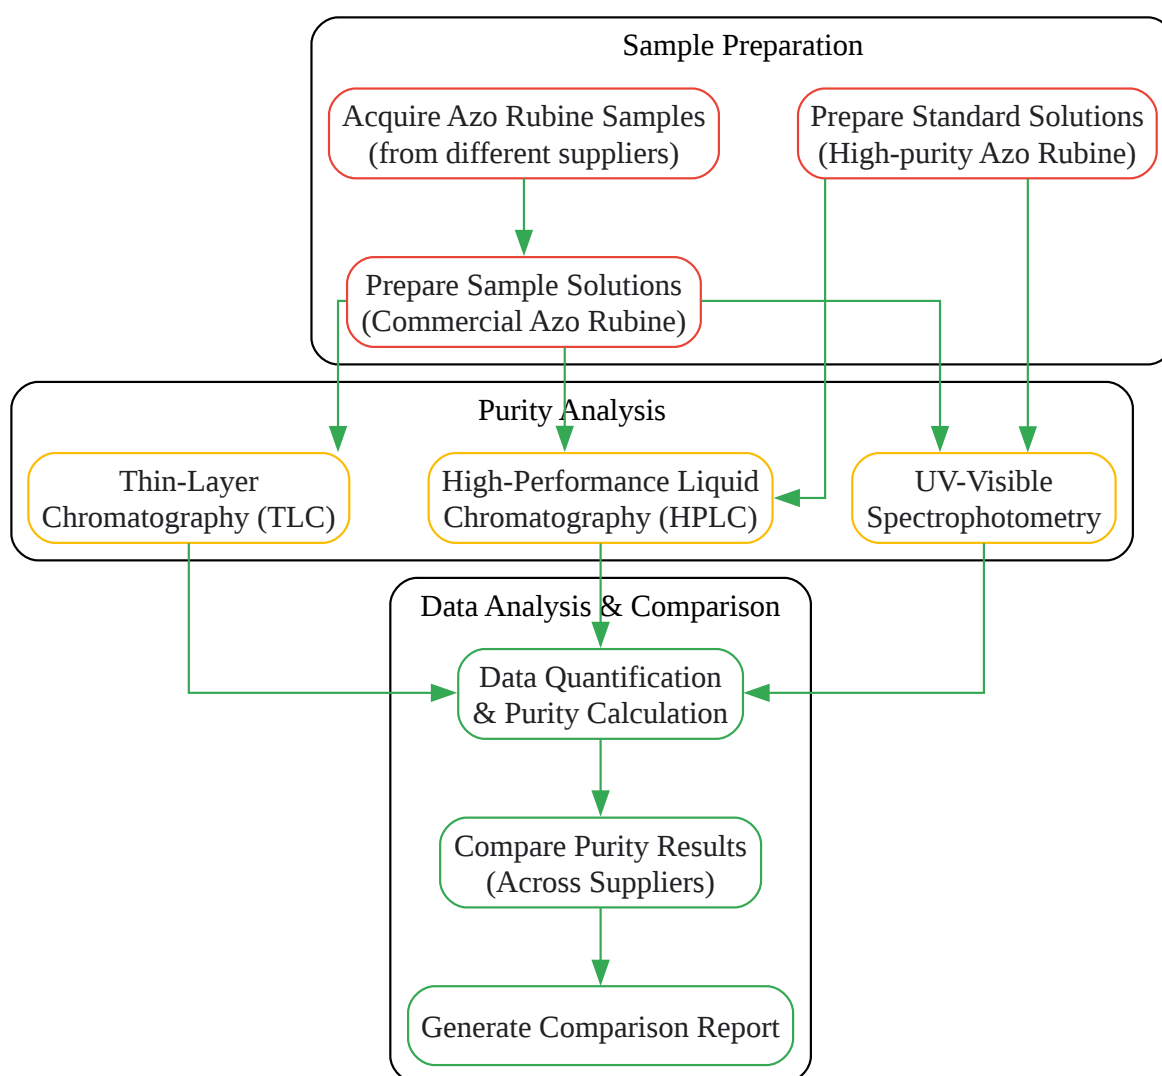 Sample Preparation
Acquire Azo Rubine Samples
(from different suppliers)
Prepare Standard Solutions
(High-purity Azo Rubine)
Prepare Sample Solutions
(Commercial Azo Rubine)
Purity Analysis
Thin-Layer
Chromatography (TLC)
High-Performance Liquid
Chromatography (HPLC)
UV-Visible
Spectrophotometry
Data Analysis & Comparison
Data Quantification
& Purity Calculation
Compare Purity Results
(Across Suppliers)
Generate Comparison Report